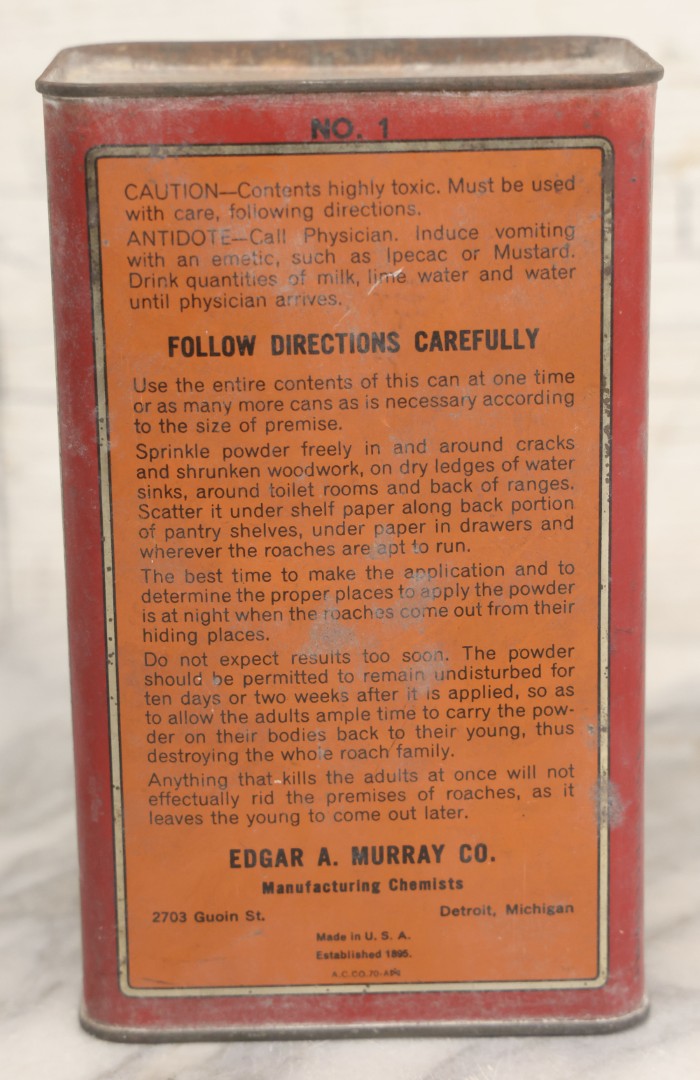 NO. 1
CAUTION—Contents highly toxic. Must be used
with care, following directions.
ANTIDOTE—Call Physician. Induce vomiting
with an emetic, such as Ipecac or Mustard.
Drink quantities of milk, lime water and water
until physician arrives.
FOLLOW DIRECTIONS CAREFULLY
Use the entire contents of this can at one time
or as many more cans as is necessary according
to the size of premise.
Sprinkle powder freely in and around cracks
and shrunken woodwork, on dry ledges of water
sinks, around toilet rooms and back of ranges.
Scatter it under shelf paper along back portion
of pantry shelves, under paper in drawers and
wherever the roaches are apt to run.
The best time to make the application and to
determine the proper places to apply the powder
is at night when the roaches come out from their
hiding places.
Do not expect results too soon. The powder
should be permitted to remain undisturbed for
ten days or two weeks after it is applied, so as
to allow the adults ample time to carry the pow-
der on their bodies back to their young, thus
destroying the whole roach family.
Anything that kills the adults at once will not
effectually rid the premises of roaches, as it
leaves the young to come out later.
EDGAR A. MURRAY CO.
Manufacturing Chemists
2703 Guoin St. Detroit, Michigan
Made in U. S. A.
Established 1895.
A.C.CO.70-A